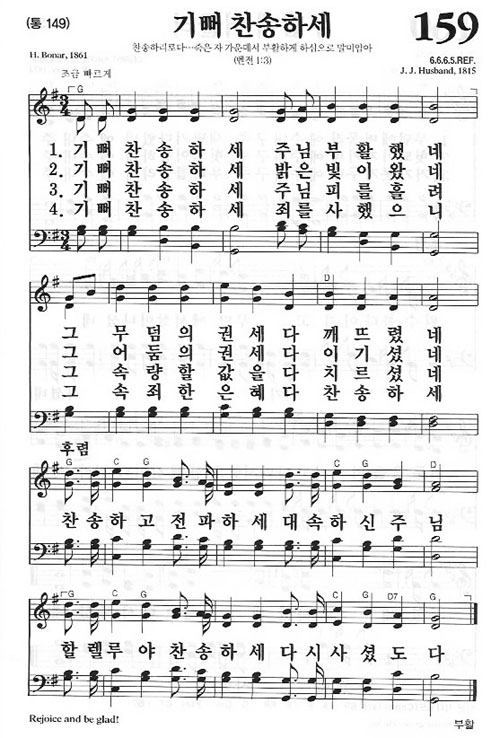 (통 149)
기뻐 찬송하세
159
찬송하리로다…죽은 자 가운데서 부활하게 하심으로 말미암아
(벧전 1:3)
H. Bonar, 1861
6.6.6.5.REF.
J. J. Husband, 1815
조금 빠르게
G
1. 기뻐 찬송하세 주님 부활했네
2. 기뻐 찬송하세 밝은 빛이 왔네
3. 기뻐 찬송하세 주님 피를 흘려
4. 기뻐 찬송하세 죄를 사했으니
D
그 무덤의 권세 다 깨뜨렸네
그 어둠의 권세 다 이기셨네
그 속량할 값을 다 치르셨네
그 속죄한 은혜 다 찬송하세
후렴
G C G C G D
찬송하고 전파하세 대속하신 주님
G C G C G D7 G
할렐루야 찬송하세 다시 사셨도다
Rejoice and be glad!
부활